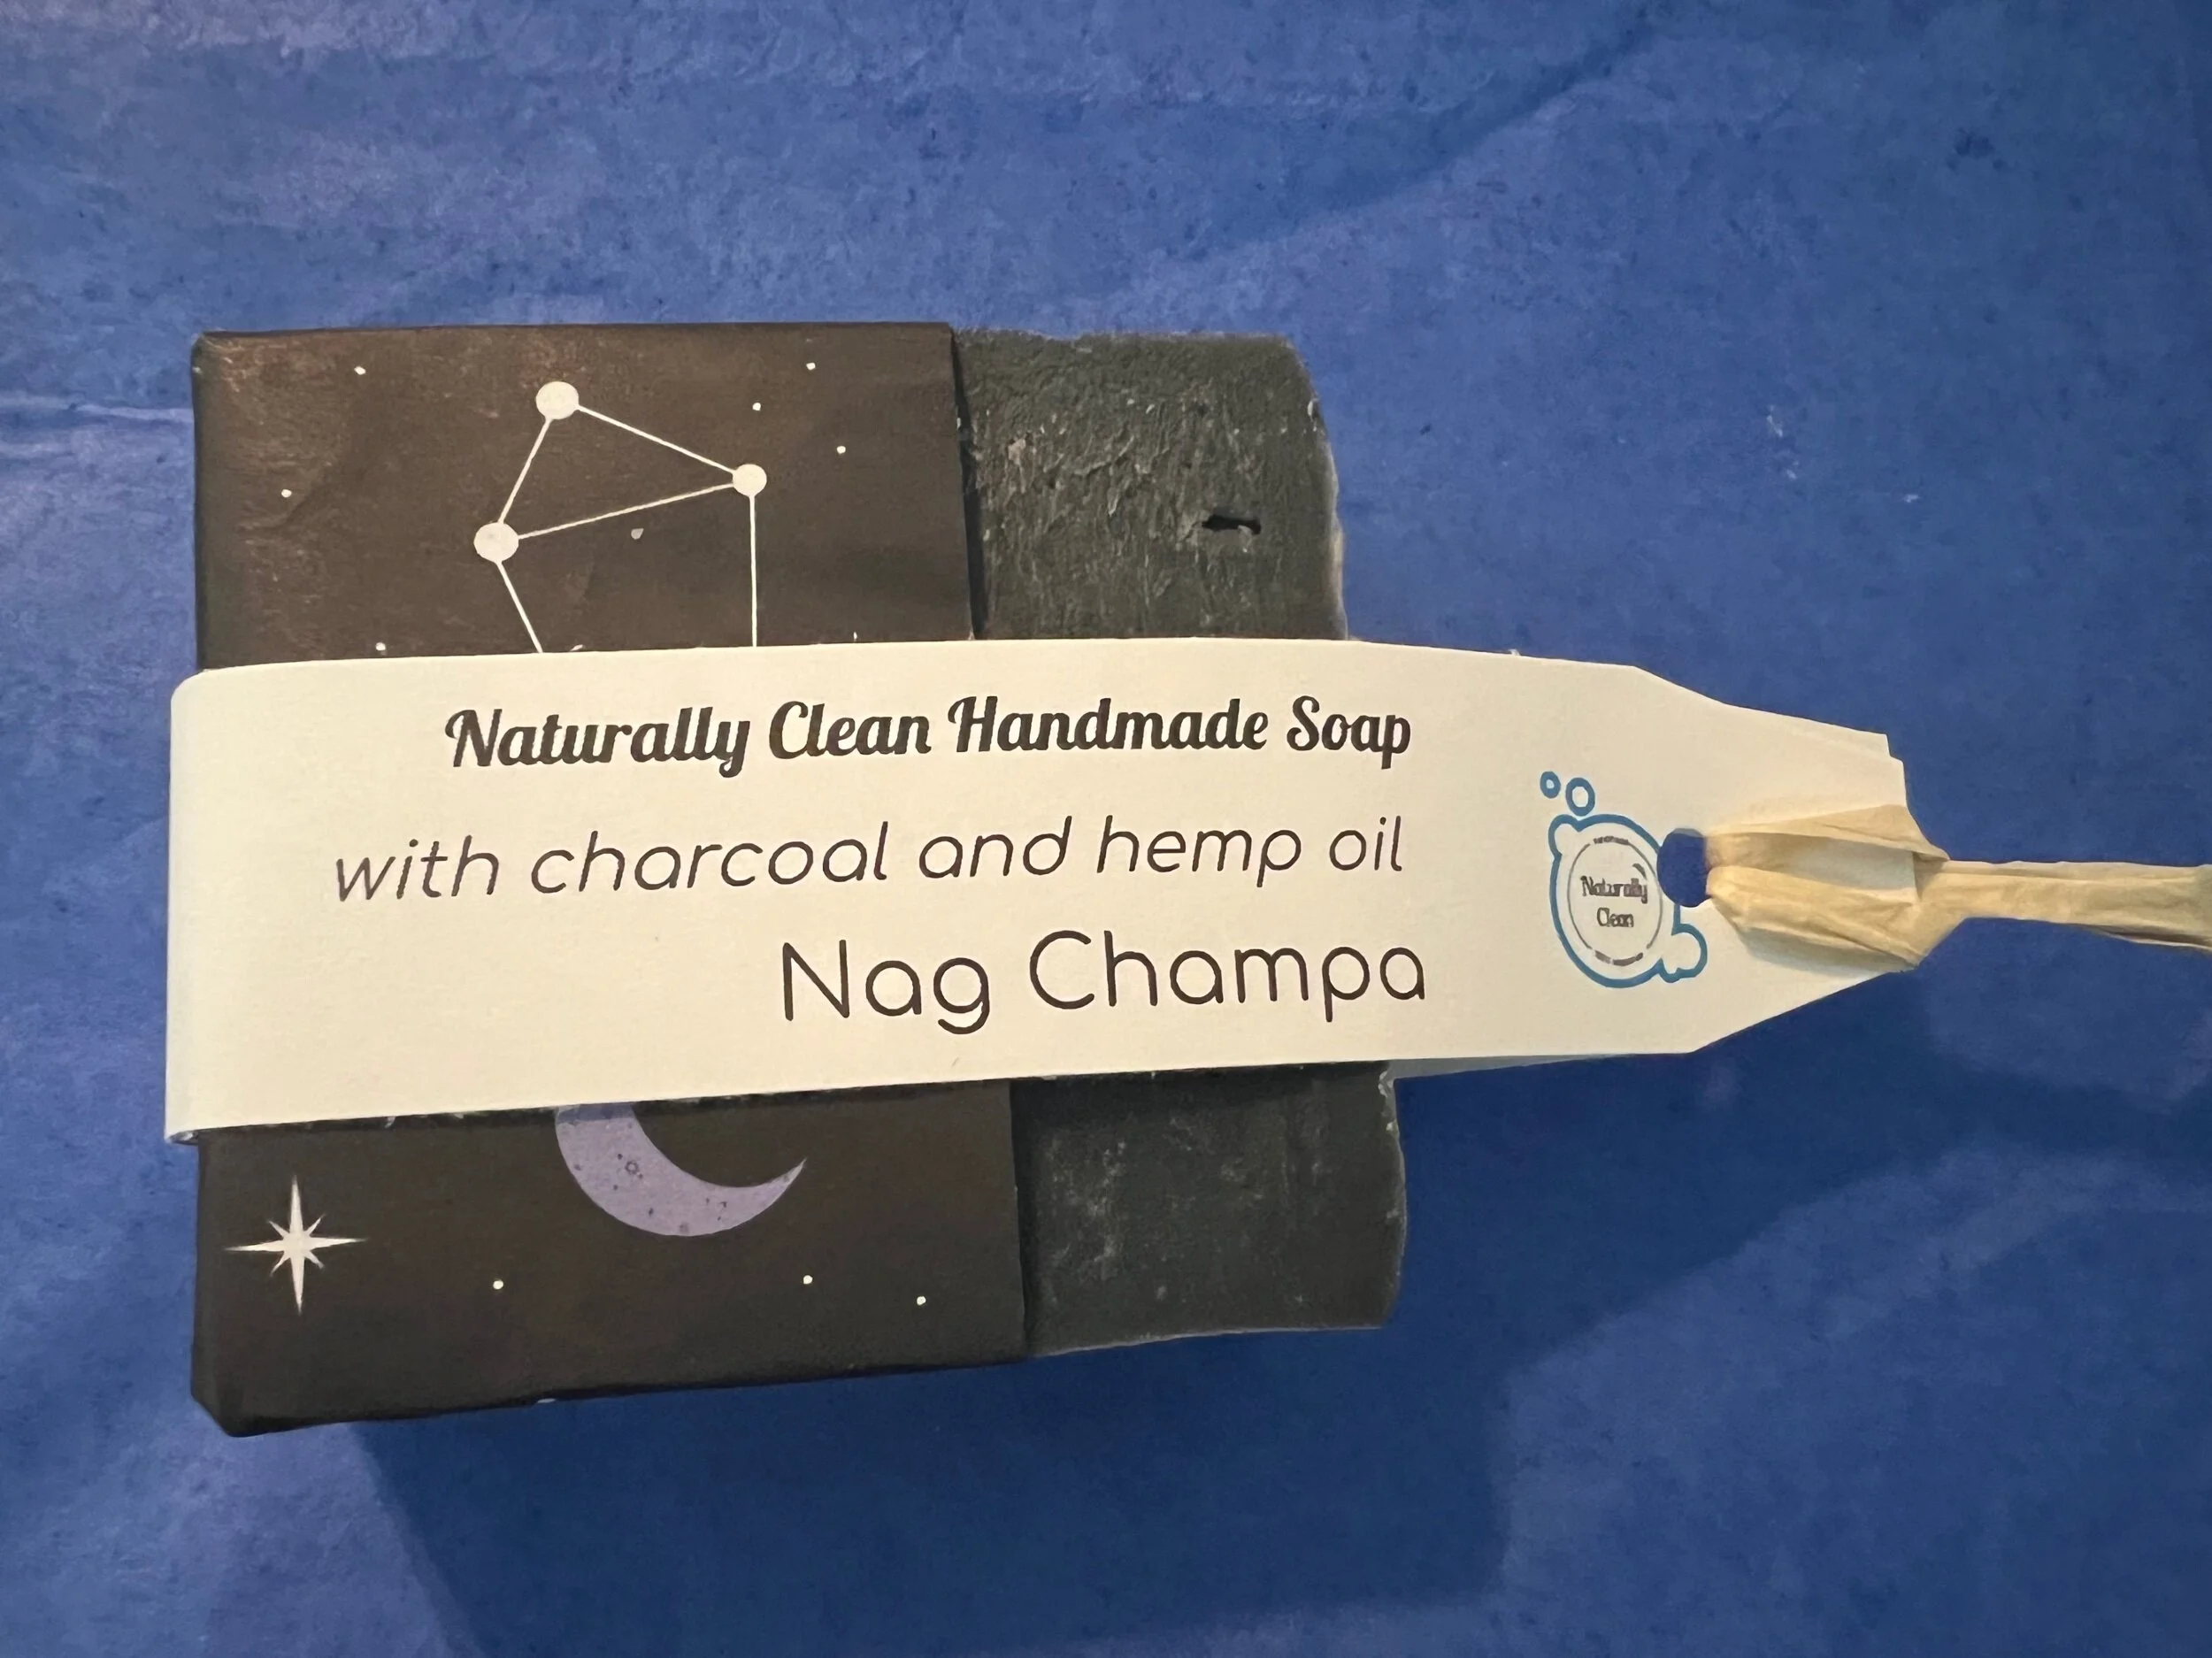 Naturally Clean Handmade Soap
with charcoal and hemp oil
Nag Champa
Naturally
Clean